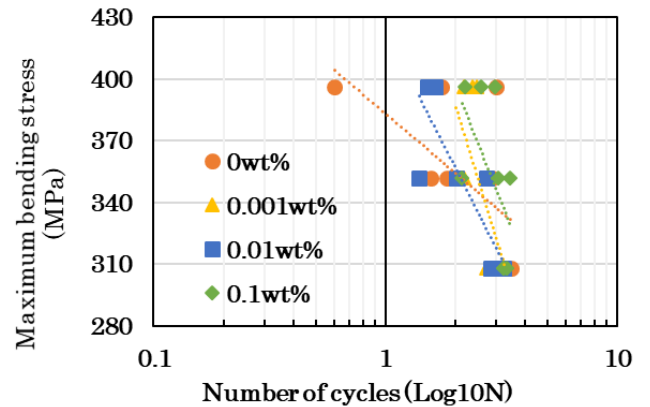 430
400
370
340
310
280
Maximum bending stress
(MPa)
0wt%
0.001wt%
0.01wt%
0.1wt%
0.1
1
10
Number of cycles (Log10N)